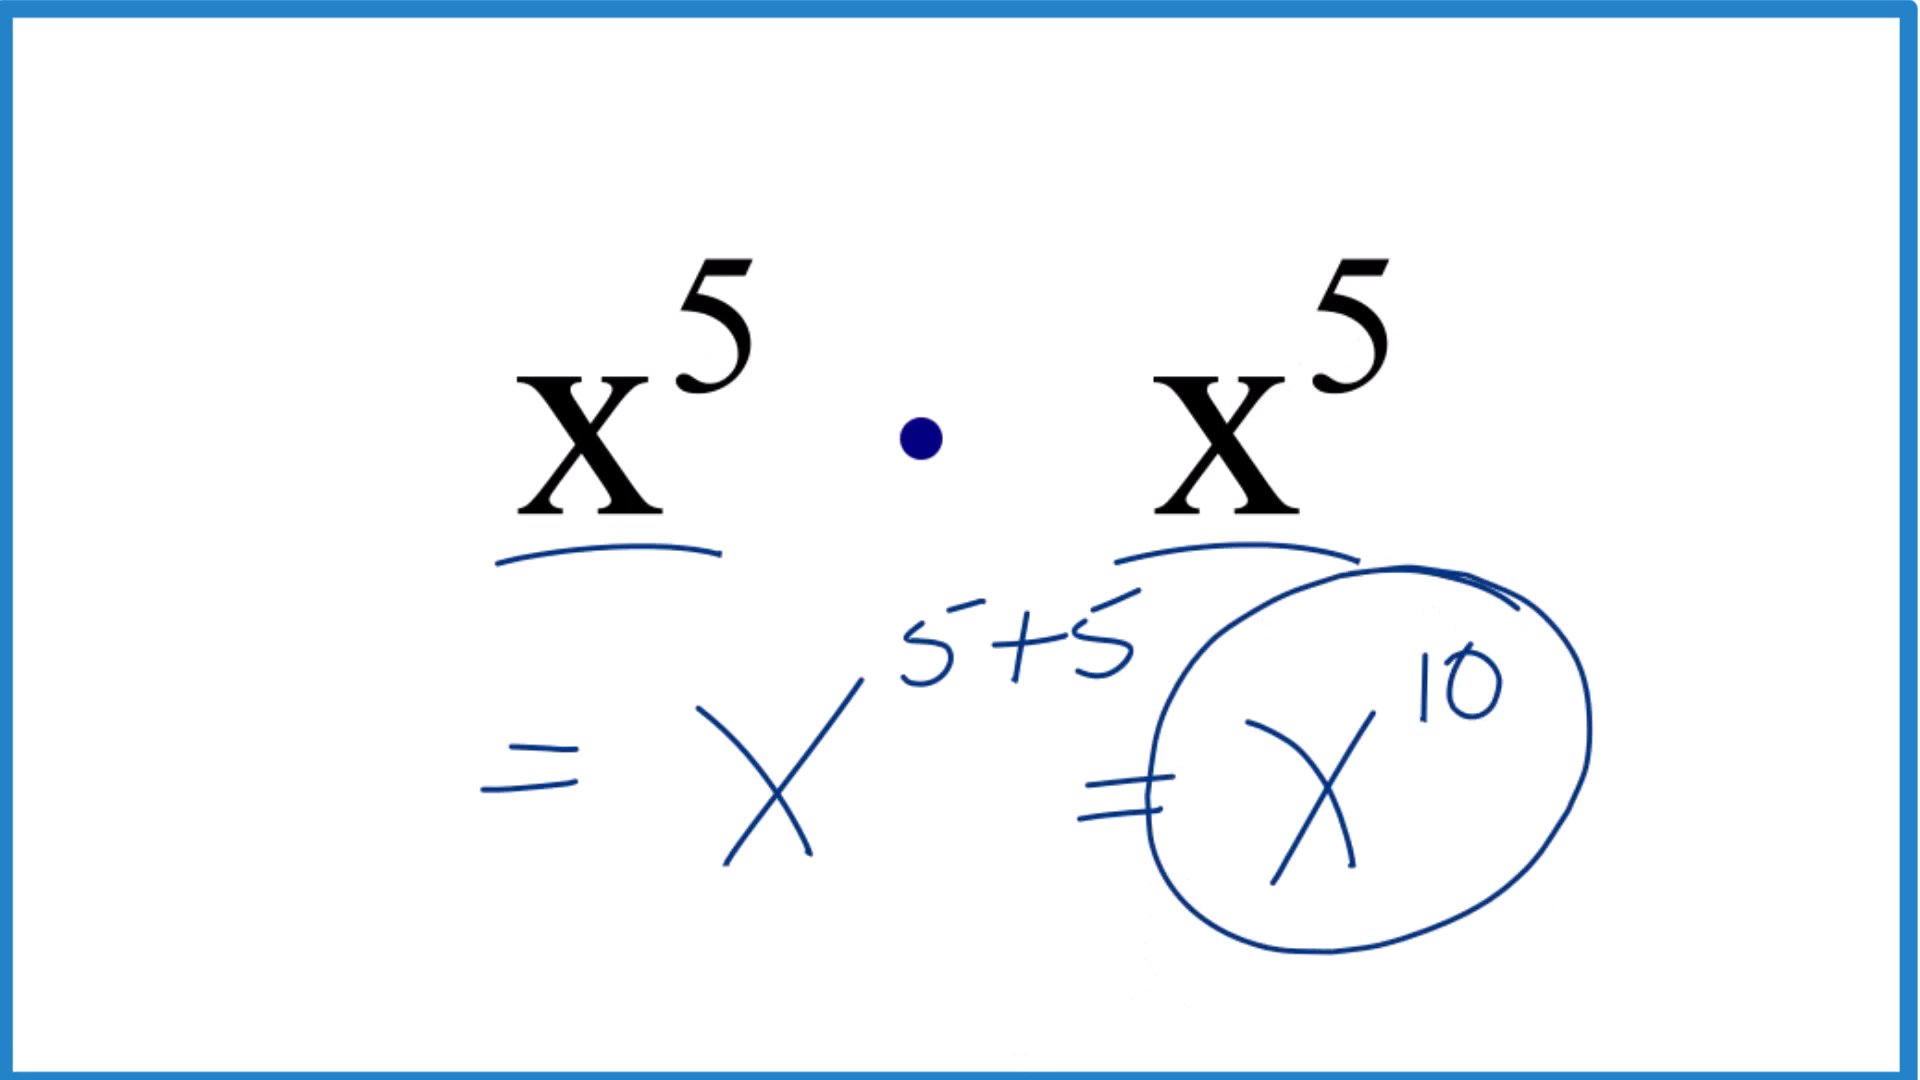 x⁵ • x⁵
= x⁵⁺⁵ = x¹⁰